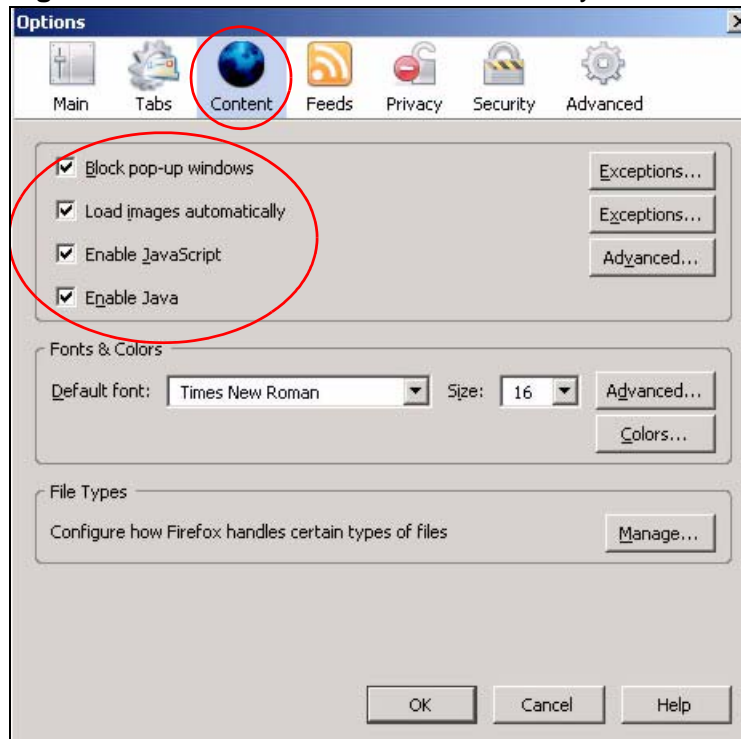 Options
Main Tabs Content Feeds Privacy Security Advanced
Block pop-up windows Exceptions...
Load images automatically Exceptions...
Enable JavaScript Advanced...
Enable Java
Fonts & Colors
Default font: Times New Roman Size: 16 Advanced...
Colors...
File Types
Configure how Firefox handles certain types of files Manage...
OK Cancel Help